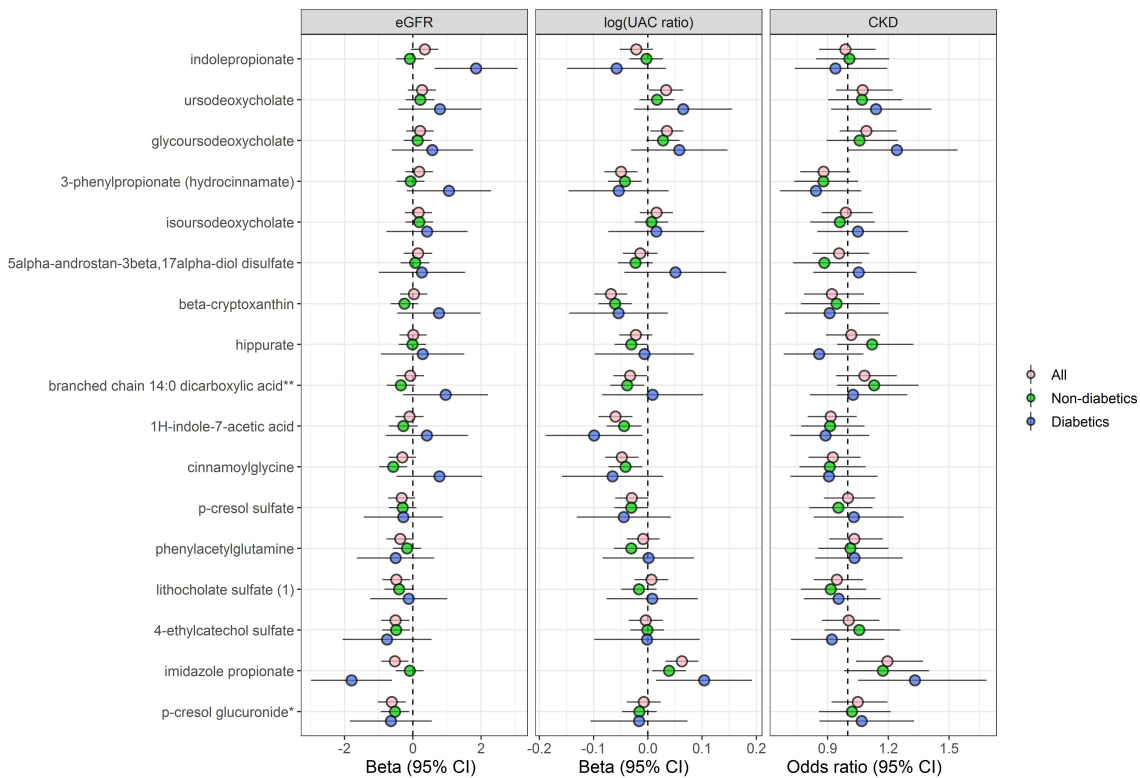 eGFR log(UAC ratio) CKD
indolepropionate
ursodeoxycholate
glycoursodeoxycholate
3-phenylpropionate (hydrocinnamate)
isoursodeoxycholate
5alpha-androstan-3beta,17alpha-diol disulfate
beta-cryptoxanthin
hippurate
branched chain 14:0 dicarboxylic acid**
1H-indole-7-acetic acid
cinnamoylglycine
p-cresol sulfate
phenylacetylglutamine
lithocholate sulfate (1)
4-ethylcatechol sulfate
imidazole propionate
p-cresol glucuronide*
All
Non-diabetics
Diabetics
-2 0 2 -0.2 -0.1 0.0 0.1 0.2 0.9 1.2 1.5
Beta (95% CI) Beta (95% CI) Odds ratio (95% CI)